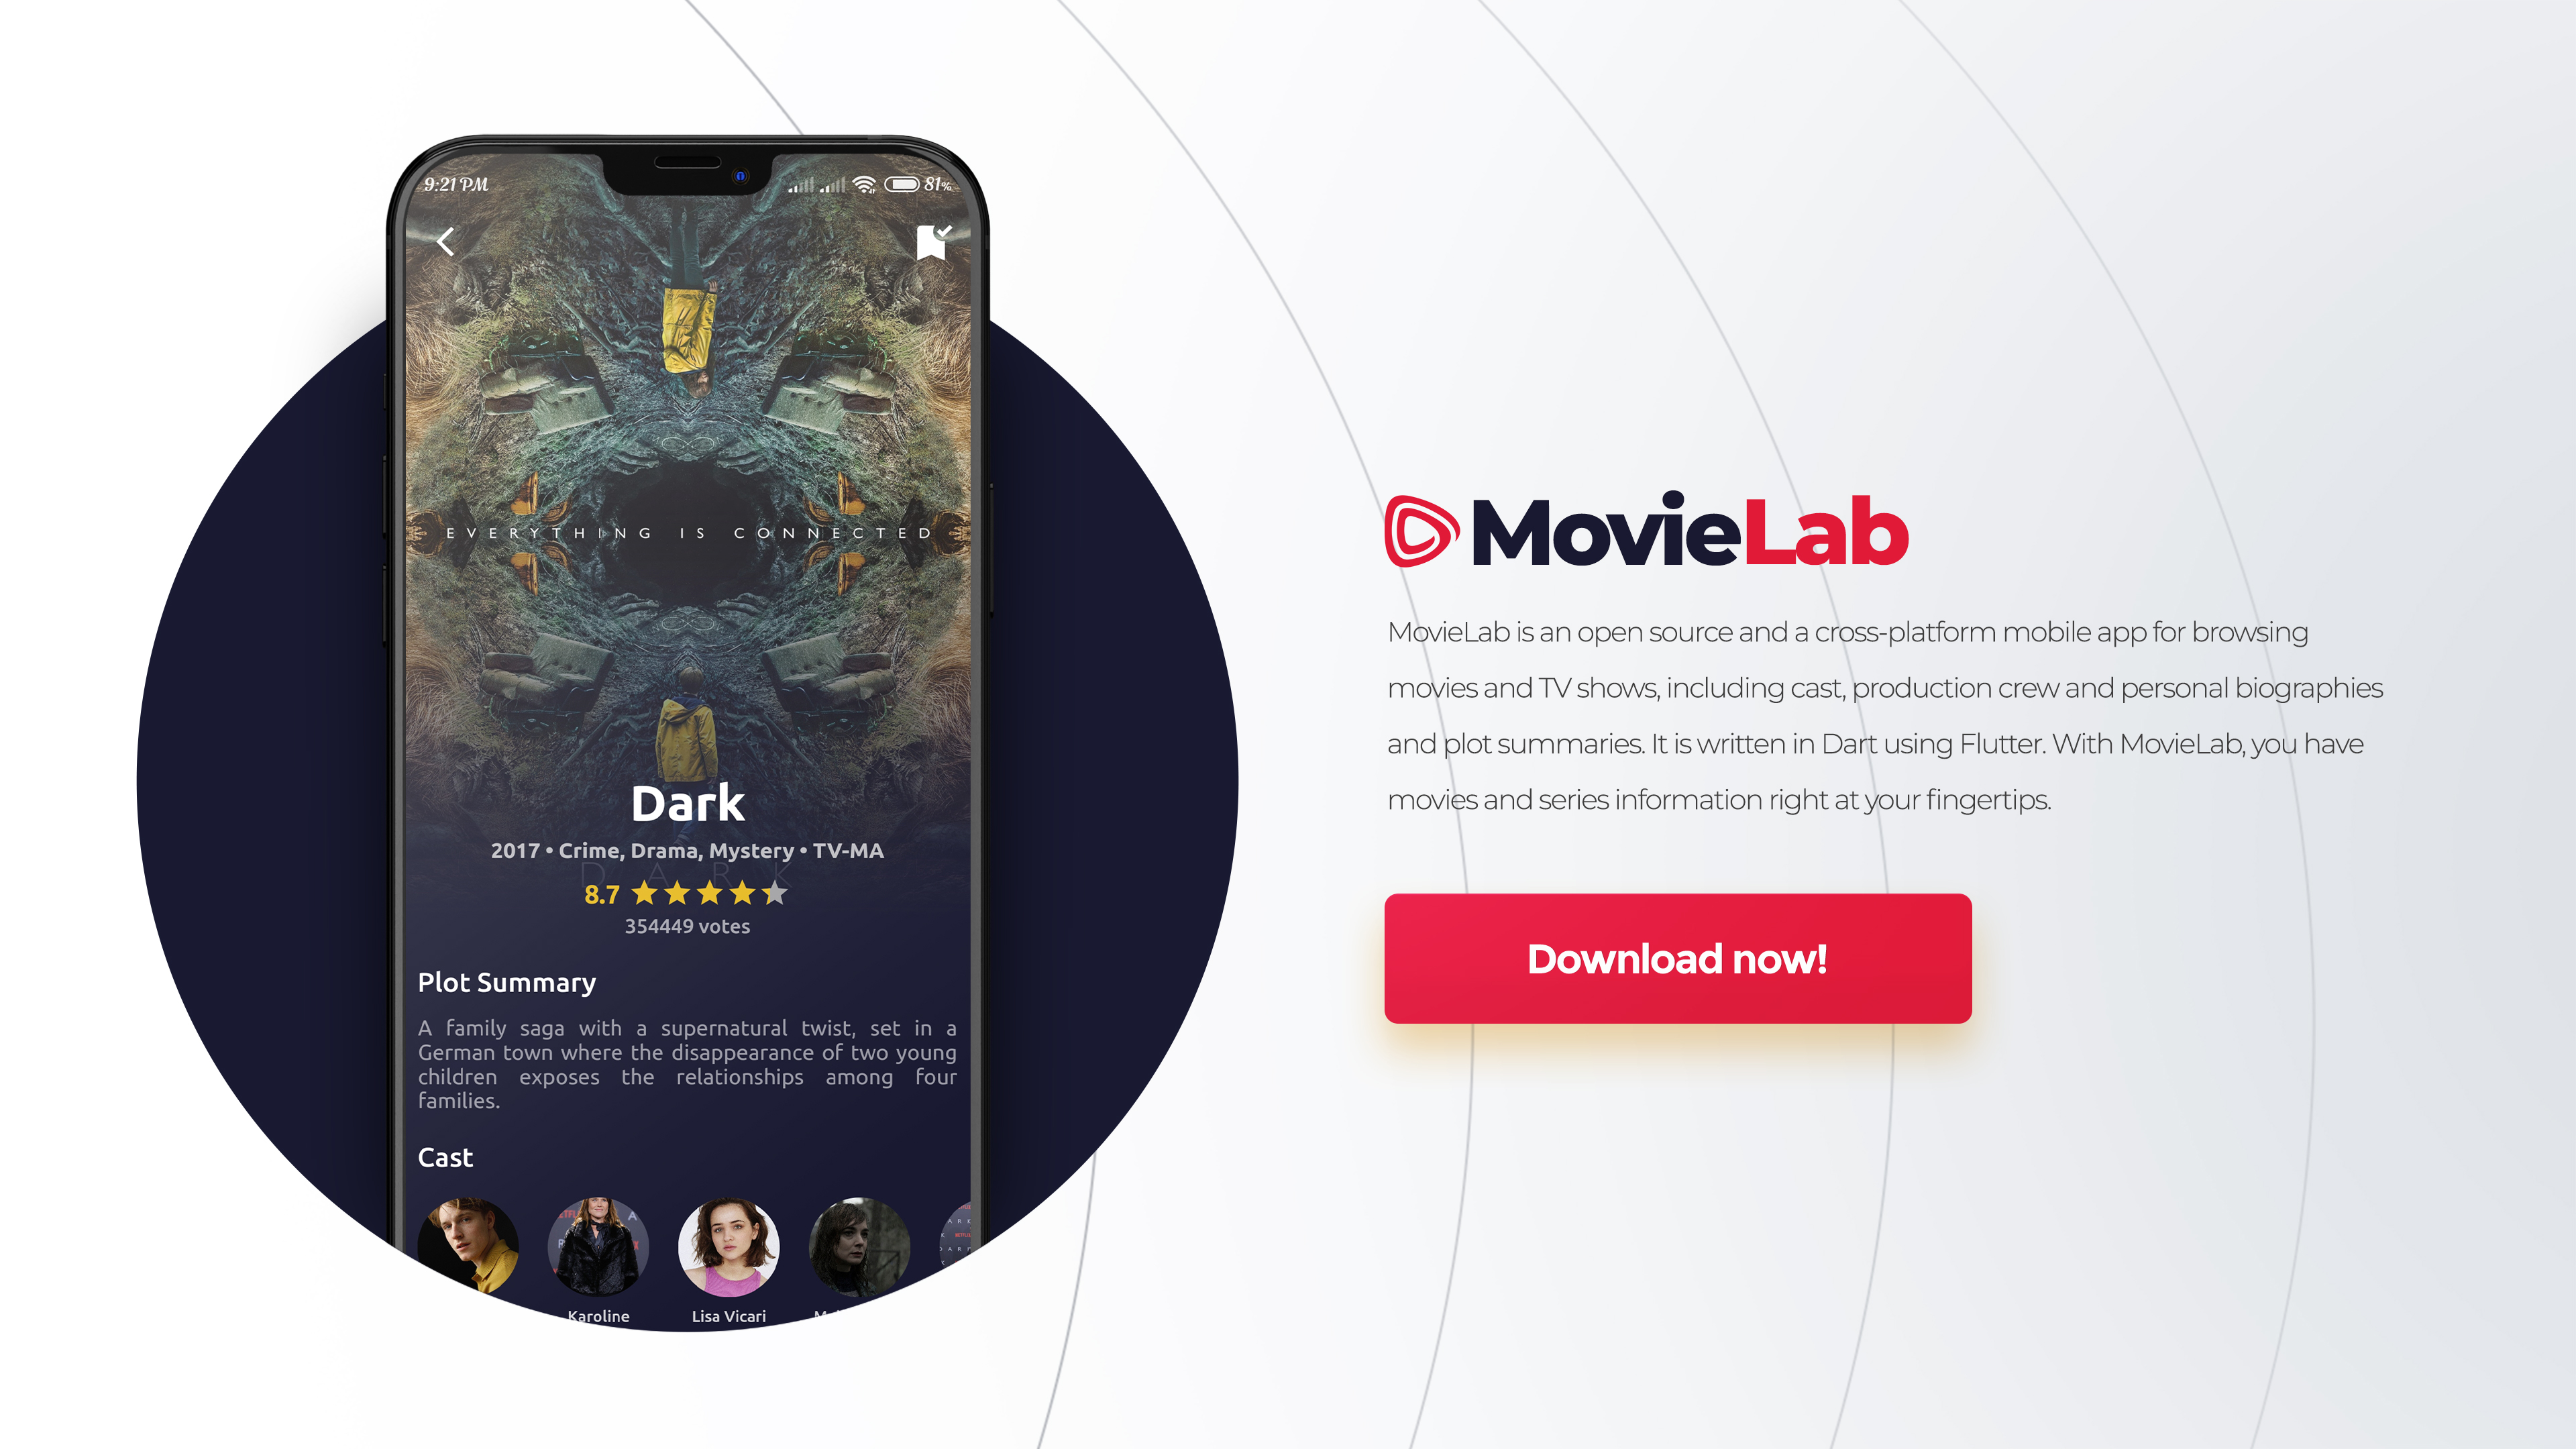 9:21 PM
81%
EVERYTHING IS CONNECTED
Dark
2017 • Crime, Drama, Mystery • TV-MA
DARK
8.7
354449 votes
Plot Summary
A family saga with a supernatural twist, set in a
German town where the disappearance of two young
children exposes the relationships among four
families.
Cast
Karoline
Lisa Vicari
MovieLab
MovieLab is an open source and a cross-platform mobile app for browsing
movies and TV shows, including cast, production crew and personal biographies
and plot summaries. It is written in Dart using Flutter. With MovieLab, you have
movies and series information right at your fingertips.
Download now!